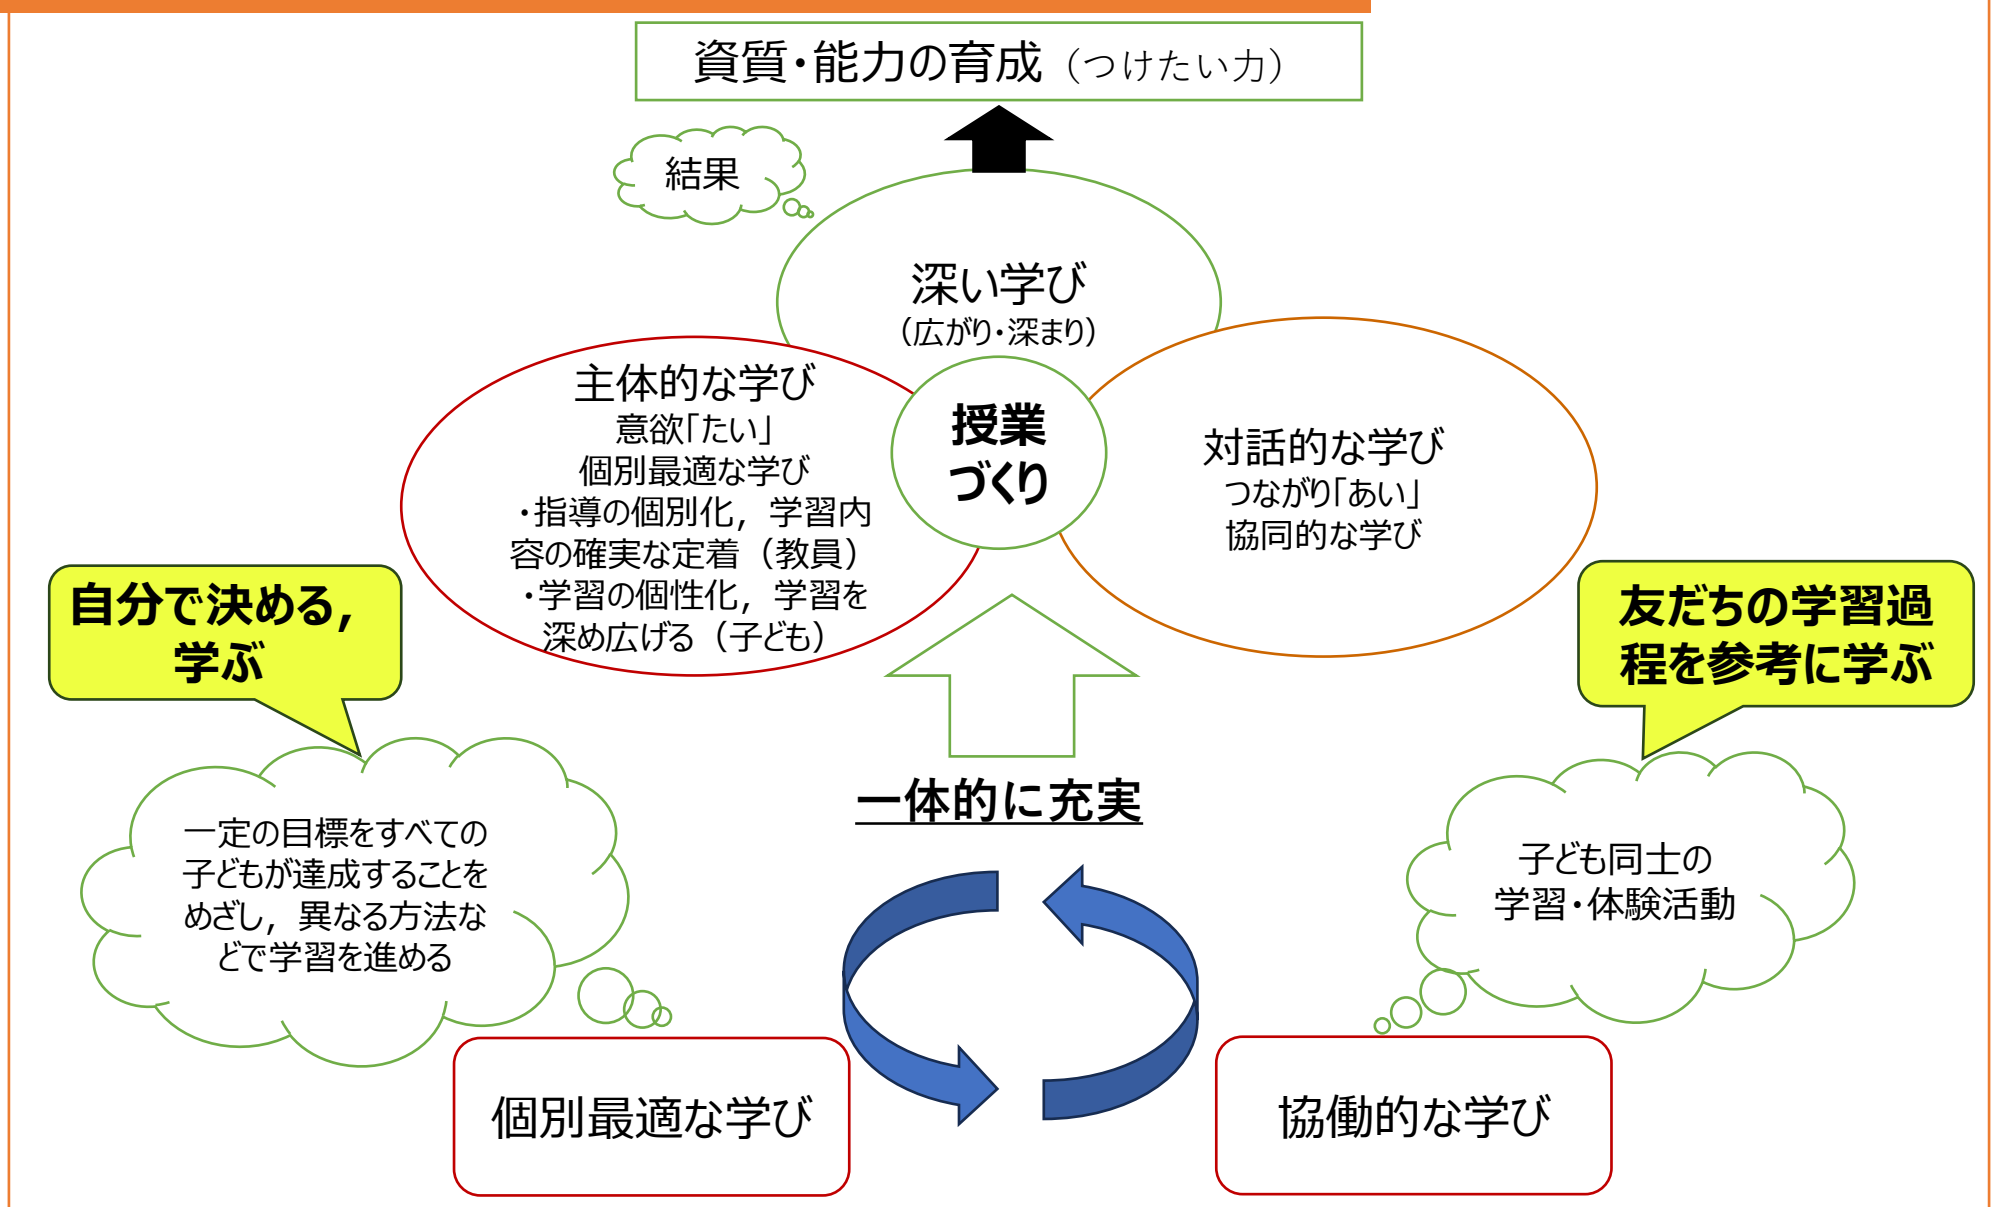 資質・能力の育成（つけたい力）
結果
深い学び
（広がり・深まり）
主体的な学び
意欲「たい」
個別最適な学び
・指導の個別化，学習内
容の確実な定着（教員）
・学習の個性化，学習を
深め広げる（子ども）
授業
づくり
対話的な学び
つながり「あい」
協同的な学び
自分で決める，
学ぶ
友だちの学習過
程を参考に学ぶ
一体的に充実
一定の目標をすべての
子どもが達成することを
めざし，異なる方法な
どで学習を進める
子ども同士の
学習・体験活動
個別最適な学び
協働的な学び